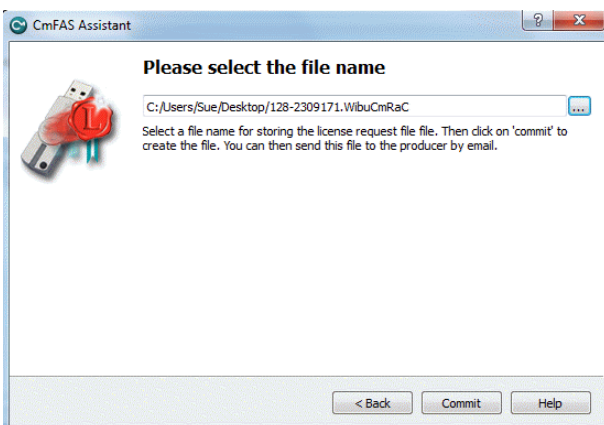 CmFAS Assistant
Please select the file name
C:/Users/Sue/Desktop/128-2309171.WibuCmRaC
...
Select a file name for storing the license request file file. Then click on 'commit' to
create the file. You can then send this file to the producer by email.
< Back
Commit
Help